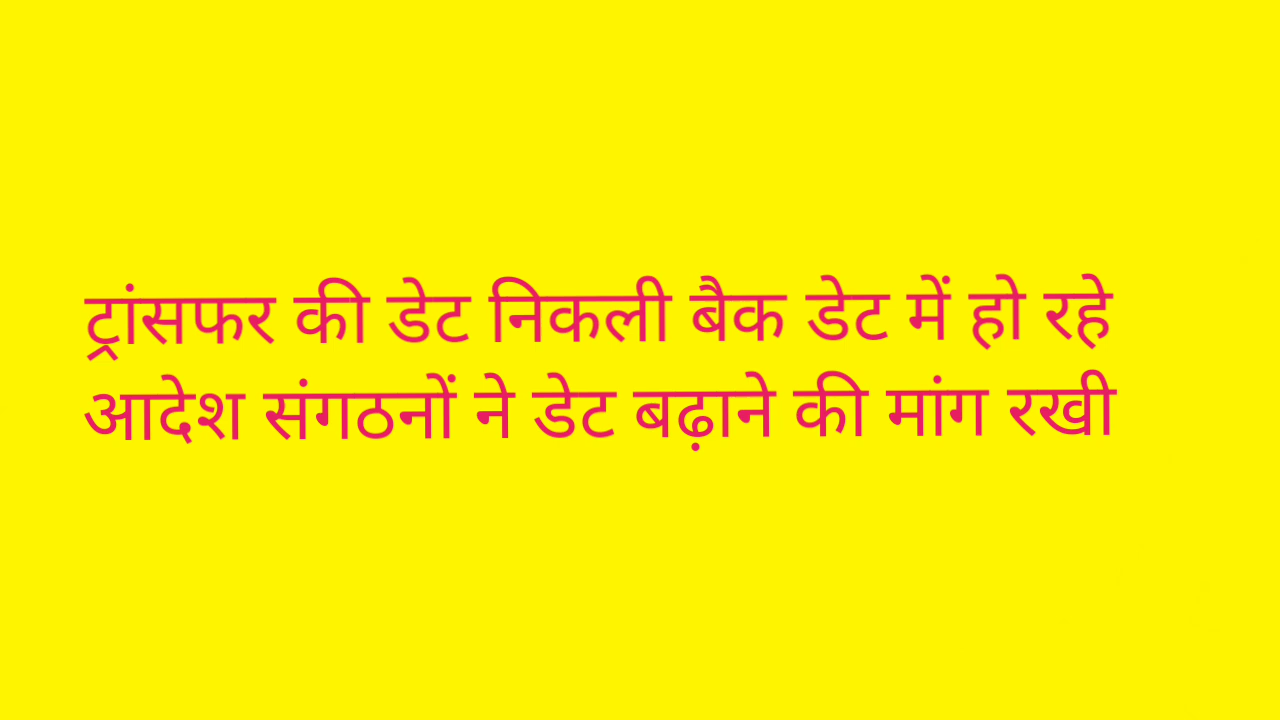 ट्रांसफर की डेट निकली बैक डेट में हो रहे
आदेश संगठनों ने डेट बढ़ाने की मांग रखी